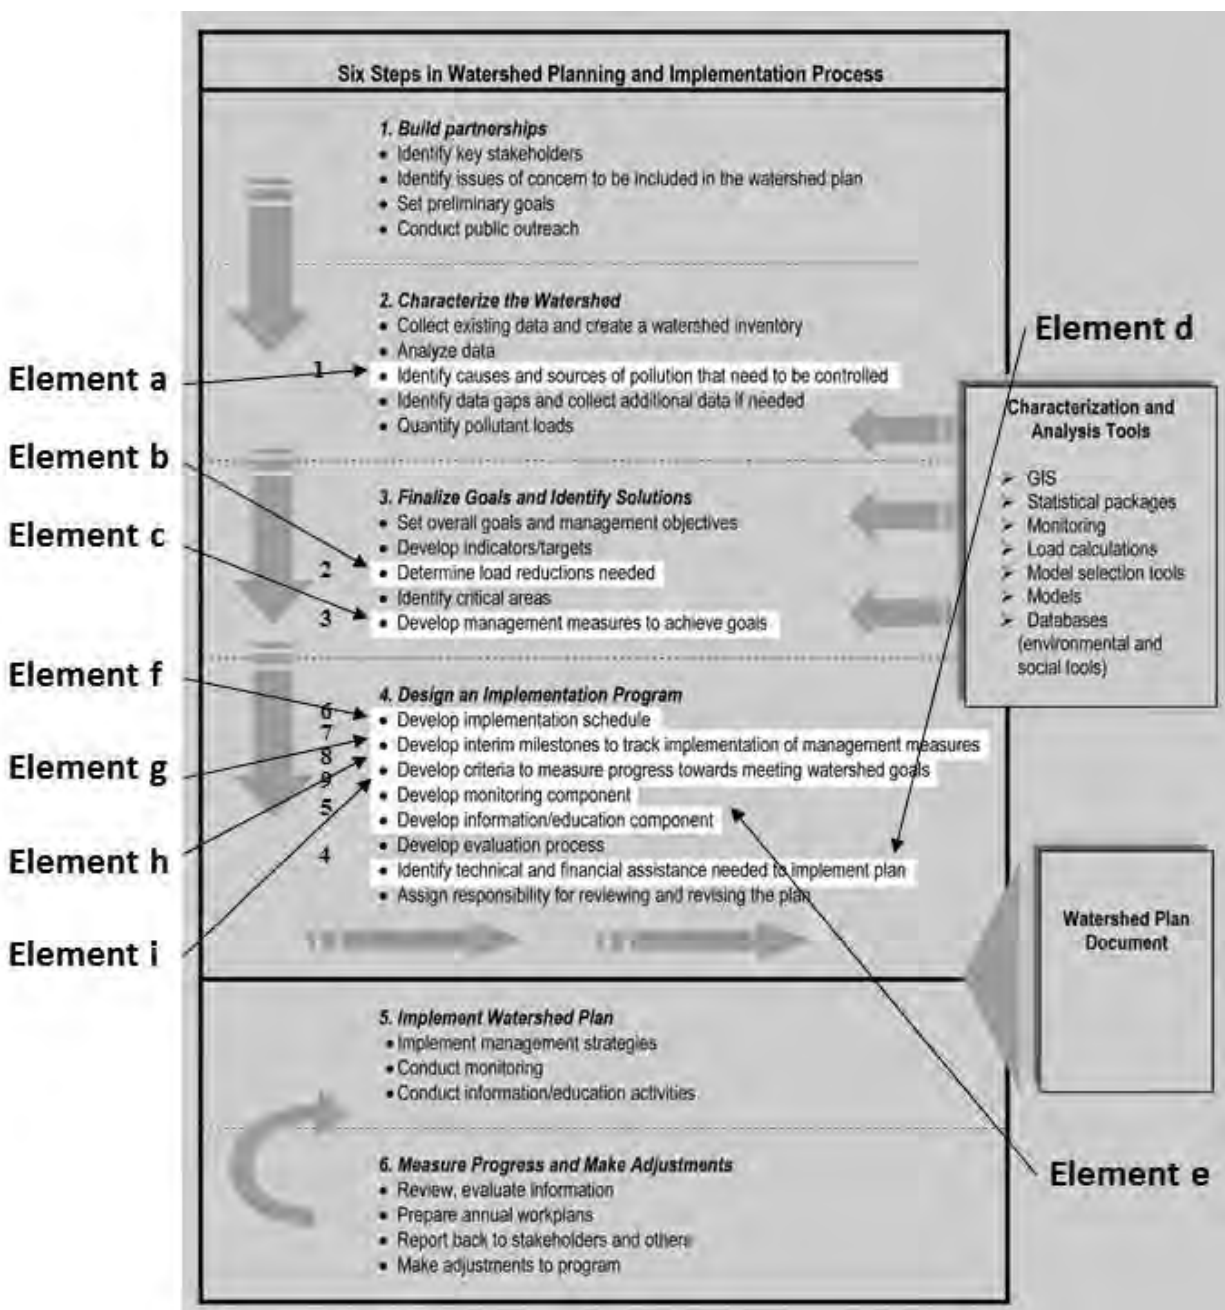 Six Steps in Watershed Planning and Implementation Process
1. Build partnerships
• Identify key stakeholders
• Identify issues of concern to be included in the watershed plan
• Set preliminary goals
• Conduct public outreach
2. Characterize the Watershed
• Collect existing data and create a watershed inventory
• Analyze data
1 • Identify causes and sources of pollution that need to be controlled
• Identify data gaps and collect additional data if needed
• Quantify pollutant loads
3. Finalize Goals and Identify Solutions
• Set overall goals and management objectives
• Develop indicators/targets
2 • Determine load reductions needed
• Identify critical areas
3 • Develop management measures to achieve goals
4. Design an Implementation Program
6 • Develop implementation schedule
7 • Develop interim milestones to track implementation of management measures
8 • Develop criteria to measure progress towards meeting watershed goals
9 • Develop monitoring component
5 • Develop information/education component
• Develop evaluation process
4 • Identify technical and financial assistance needed to implement plan
• Assign responsibility for reviewing and revising the plan
5. Implement Watershed Plan
• Implement management strategies
• Conduct monitoring
• Conduct information/education activities
6. Measure Progress and Make Adjustments
• Review, evaluate information
• Prepare annual workplans
• Report back to stakeholders and others
• Make adjustments to program
Element a
Element b
Element c
Element f
Element g
Element h
Element i
Element d
Characterization and
Analysis Tools
➢ GIS
➢ Statistical packages
➢ Monitoring
➢ Load calculations
➢ Model selection tools
➢ Models
➢ Databases
(environmental and
social tools)
Watershed Plan
Document
Element e